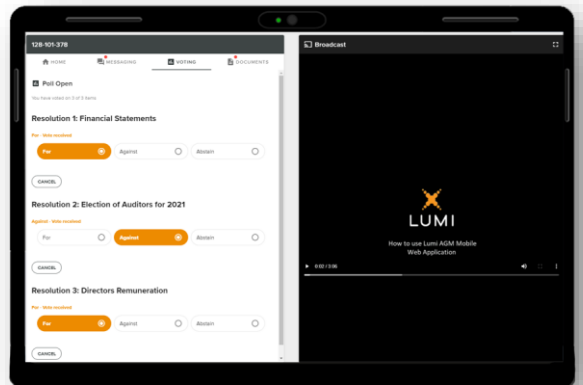 128-101-378
HOME MESSAGING VOTING DOCUMENTS
Poll Open
You have voted on 3 of 3 items
Resolution 1: Financial Statements
For - Vote received
For Against Abstain
CANCEL
Resolution 2: Election of Auditors for 2021
Against - Vote received
For Against Abstain
CANCEL
Resolution 3: Directors Remuneration
For - Vote received
For Against Abstain
CANCEL
Broadcast
LUMI
How to use Lumi AGM Mobile
Web Application
0:02 / 3:06